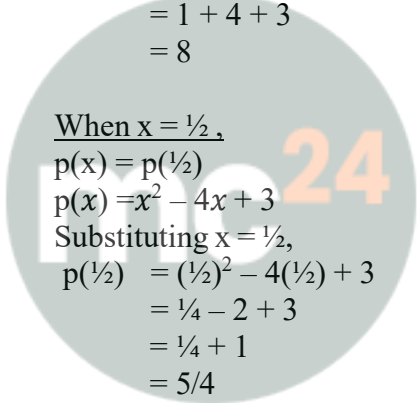 = 1 + 4 + 3
= 8
When x = ½ ,
p(x) = p(½)
p(x) =x² – 4x + 3
Substituting x = ½,
p(½) = (½)² – 4(½) + 3
= ¼ – 2 + 3
= ¼ + 1
= 5/4
mc24